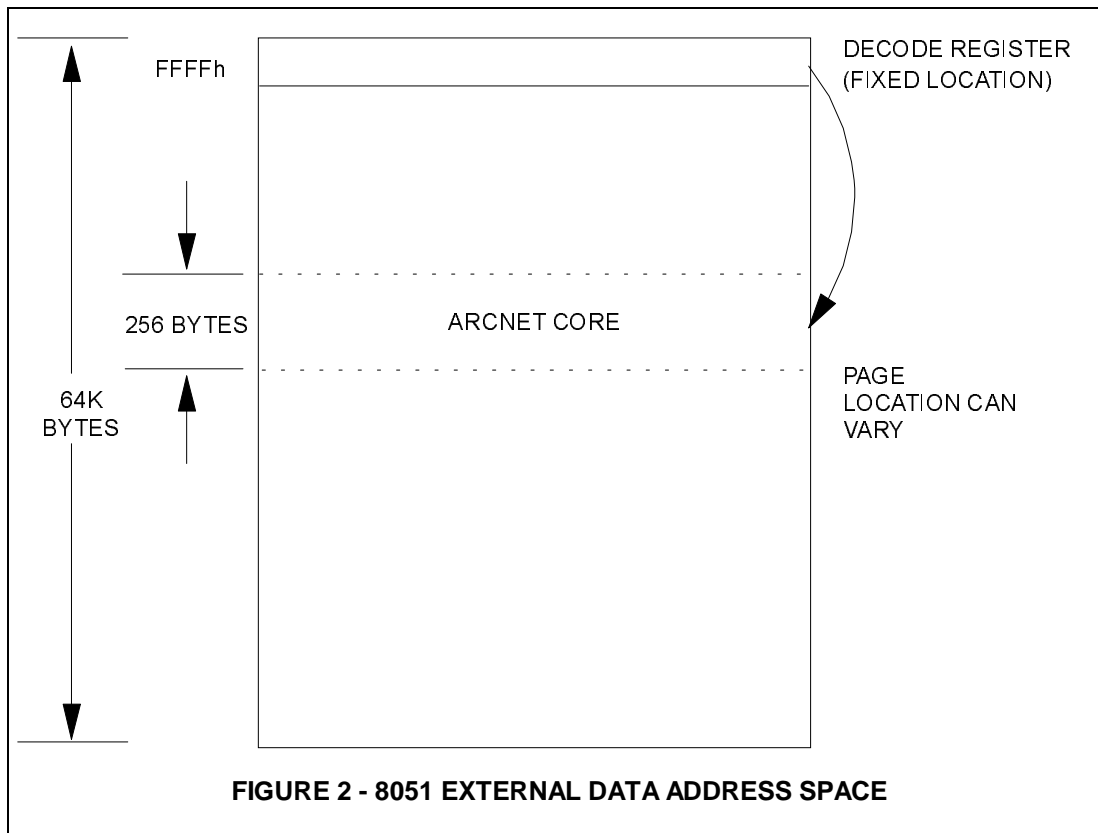 FFFFh
DECODE REGISTER
(FIXED LOCATION)
256 BYTES
ARCNET CORE
64K
BYTES
PAGE
LOCATION CAN
VARY
FIGURE 2 - 8051 EXTERNAL DATA ADDRESS SPACE